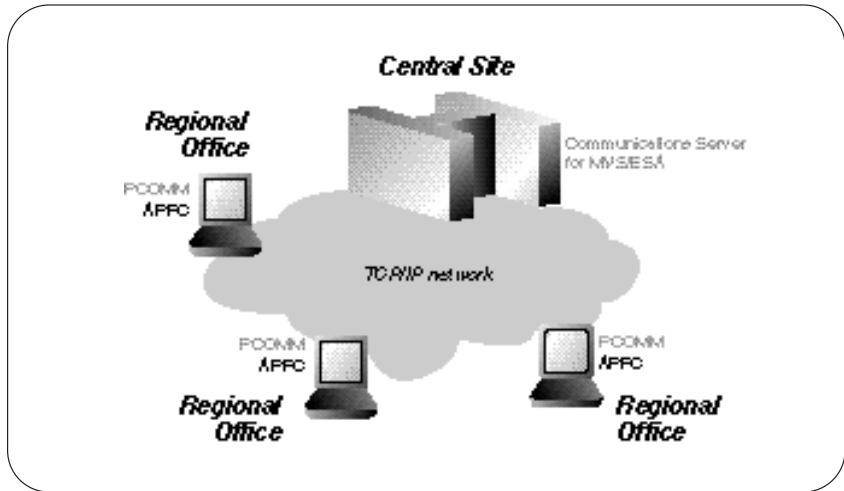 Central Site
Regional
Office
Communications Server
for MVS/ESA
PCOMM
APPC
TCP/IP network
PCOMM
APPC
Regional
Office
PCOMM
APPC
Regional
Office